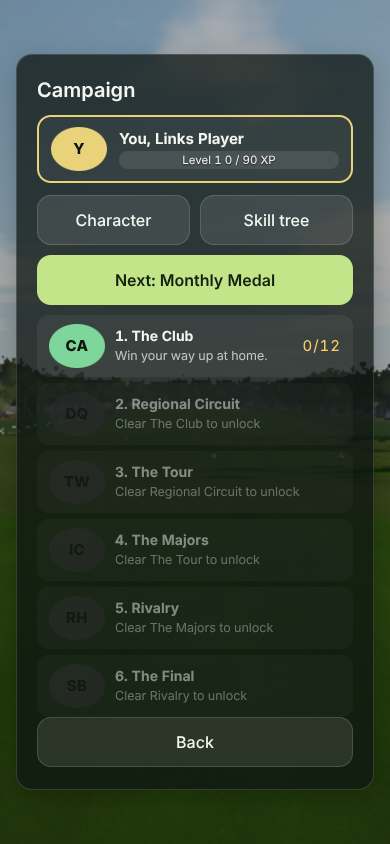 Campaign
Y
You, Links Player
Level 1 0 / 90 XP
Character
Skill tree
Next: Monthly Medal
CA
1. The Club
Win your way up at home.
0/12
DQ
2. Regional Circuit
Clear The Club to unlock
TW
3. The Tour
Clear Regional Circuit to unlock
IC
4. The Majors
Clear The Tour to unlock
RH
5. Rivalry
Clear The Majors to unlock
SB
6. The Final
Clear Rivalry to unlock
Back